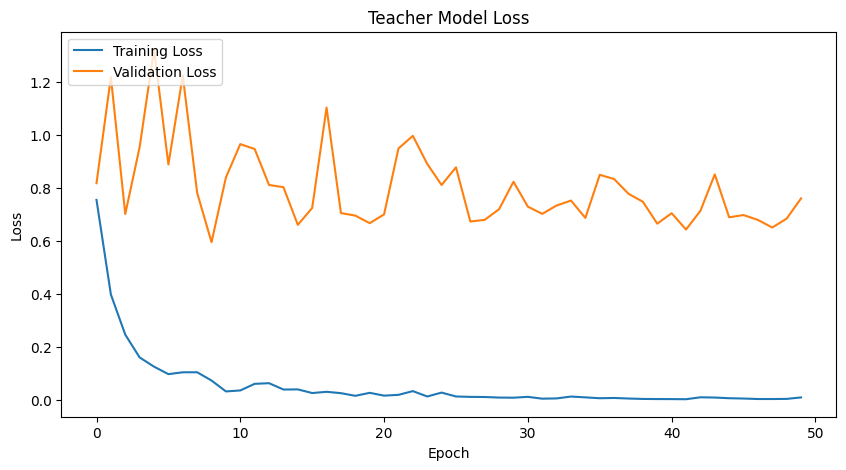 Teacher Model Loss
Training Loss
Validation Loss
1.2
1.0
0.8
0.6
0.4
0.2
0.0
Loss
0 10 20 30 40 50
Epoch